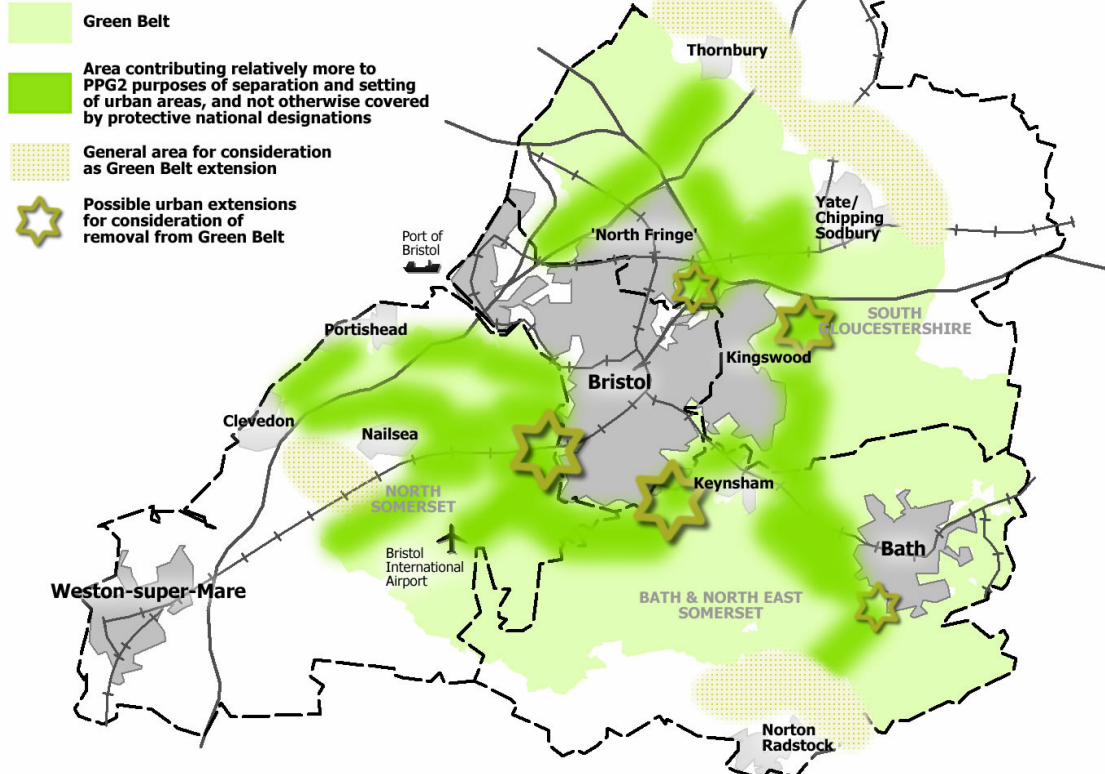 Green Belt
Area contributing relatively more to
PPG2 purposes of separation and setting
of urban areas, and not otherwise covered
by protective national designations
General area for consideration
as Green Belt extension
Possible urban extensions
for consideration of
removal from Green Belt
Thornbury
Yate/
Chipping
Sodbury
'North Fringe'
Port of
Bristol
SOUTH
GLOUCESTERSHIRE
Portishead
Kingswood
Bristol
Clevedon
Nailsea
Keynsham
NORTH
SOMERSET
Bristol
International
Airport
Bath
Weston-super-Mare
BATH & NORTH EAST
SOMERSET
Norton
Radstock